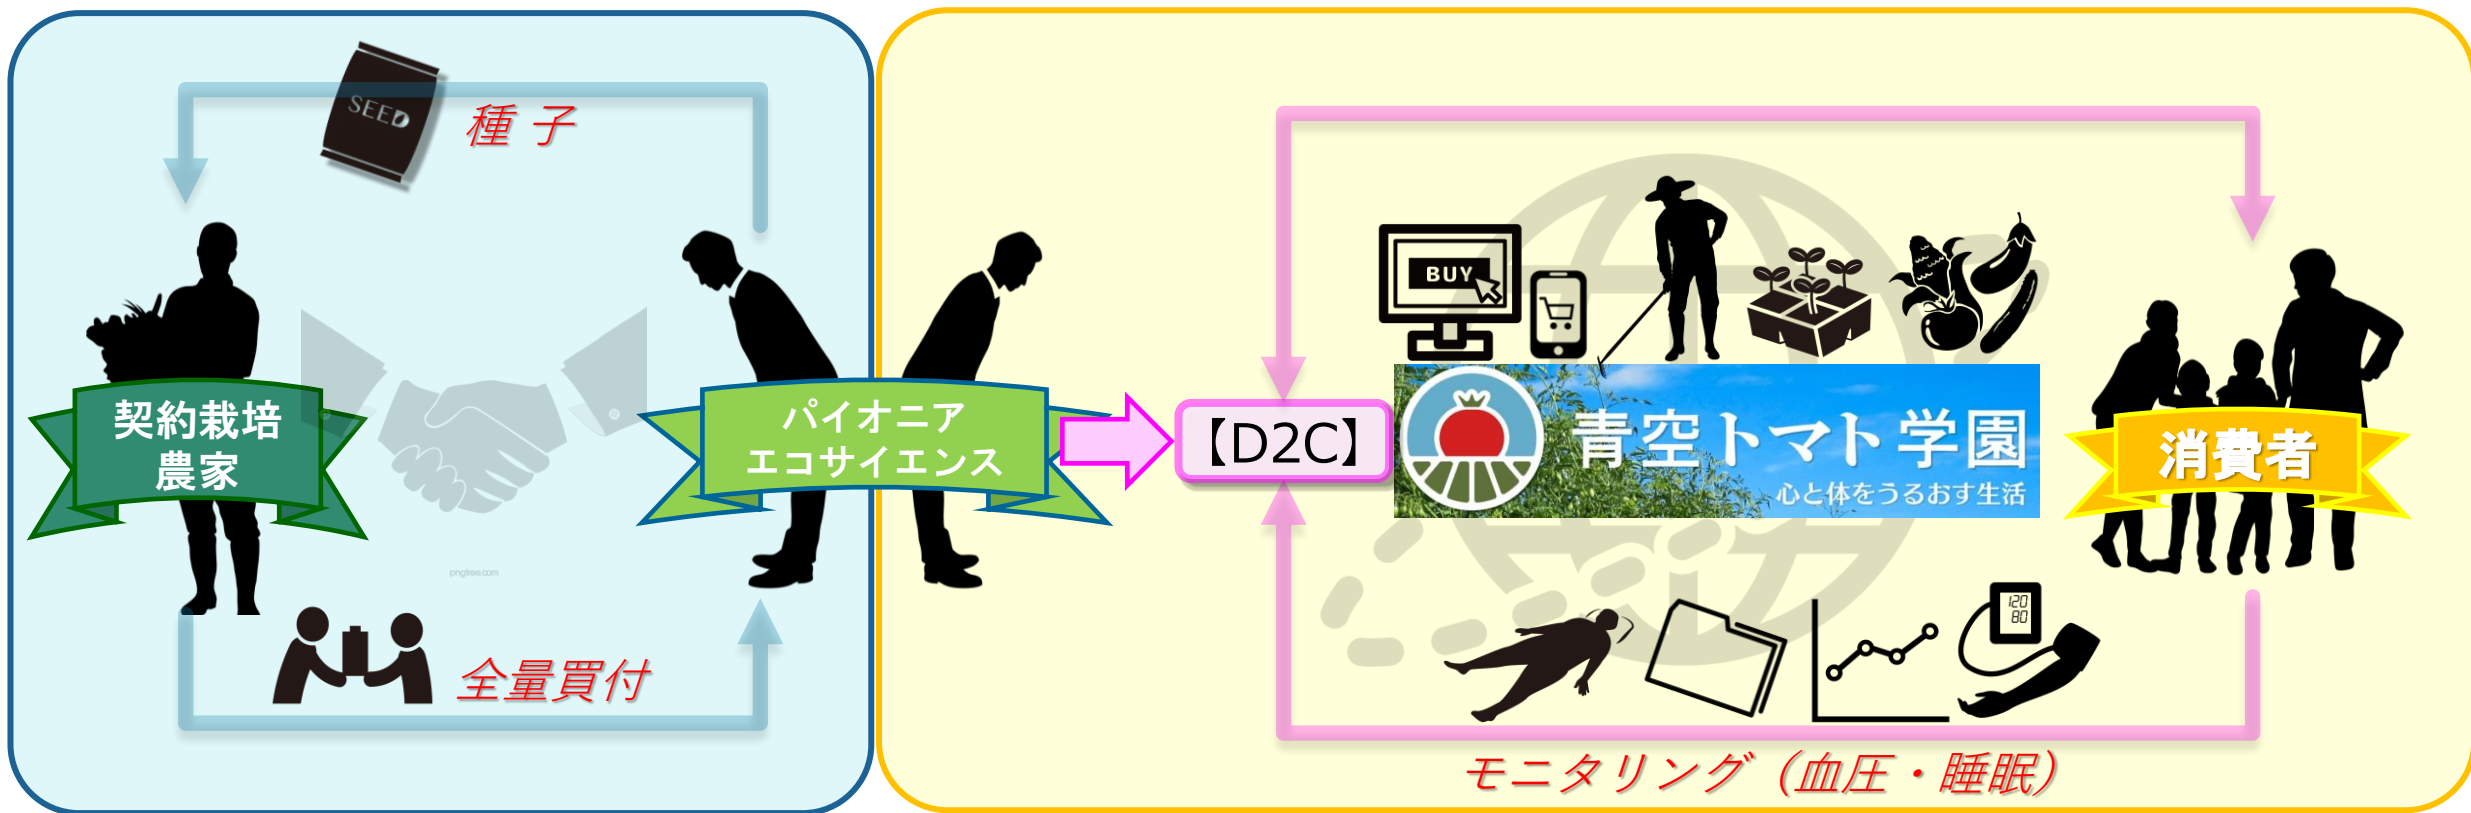 SEED
種 子
契約栽培
農家
パイオニア
エコサイエンス
pngtree.com
全量買付
【D2C】
BUY
青空トマト学園
心と体をうるおす生活
消費者
120
80
モニタリング（血圧・睡眠）